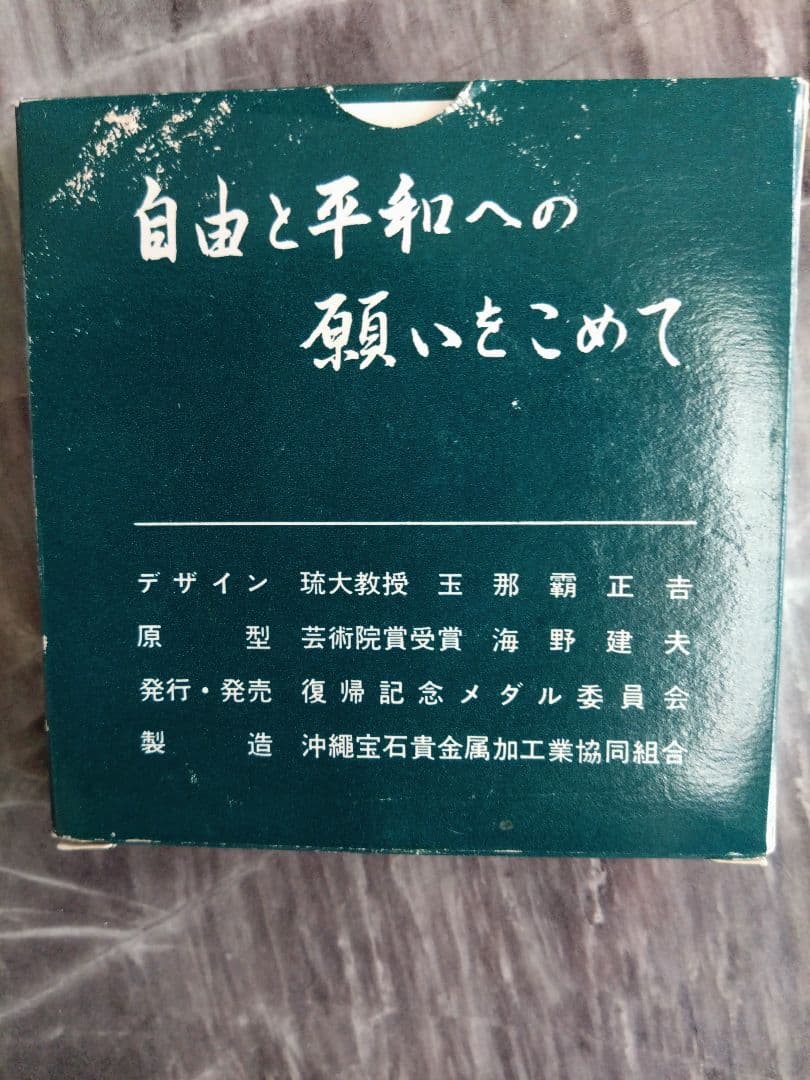 自由と平和への
願いをこめて
デザイン 琉大教授 玉那覇正吉
原型 芸術院賞受賞 海野建夫
発行・発売 復帰記念メダル委員会
製造 沖縄宝石貴金属加工業協同組合